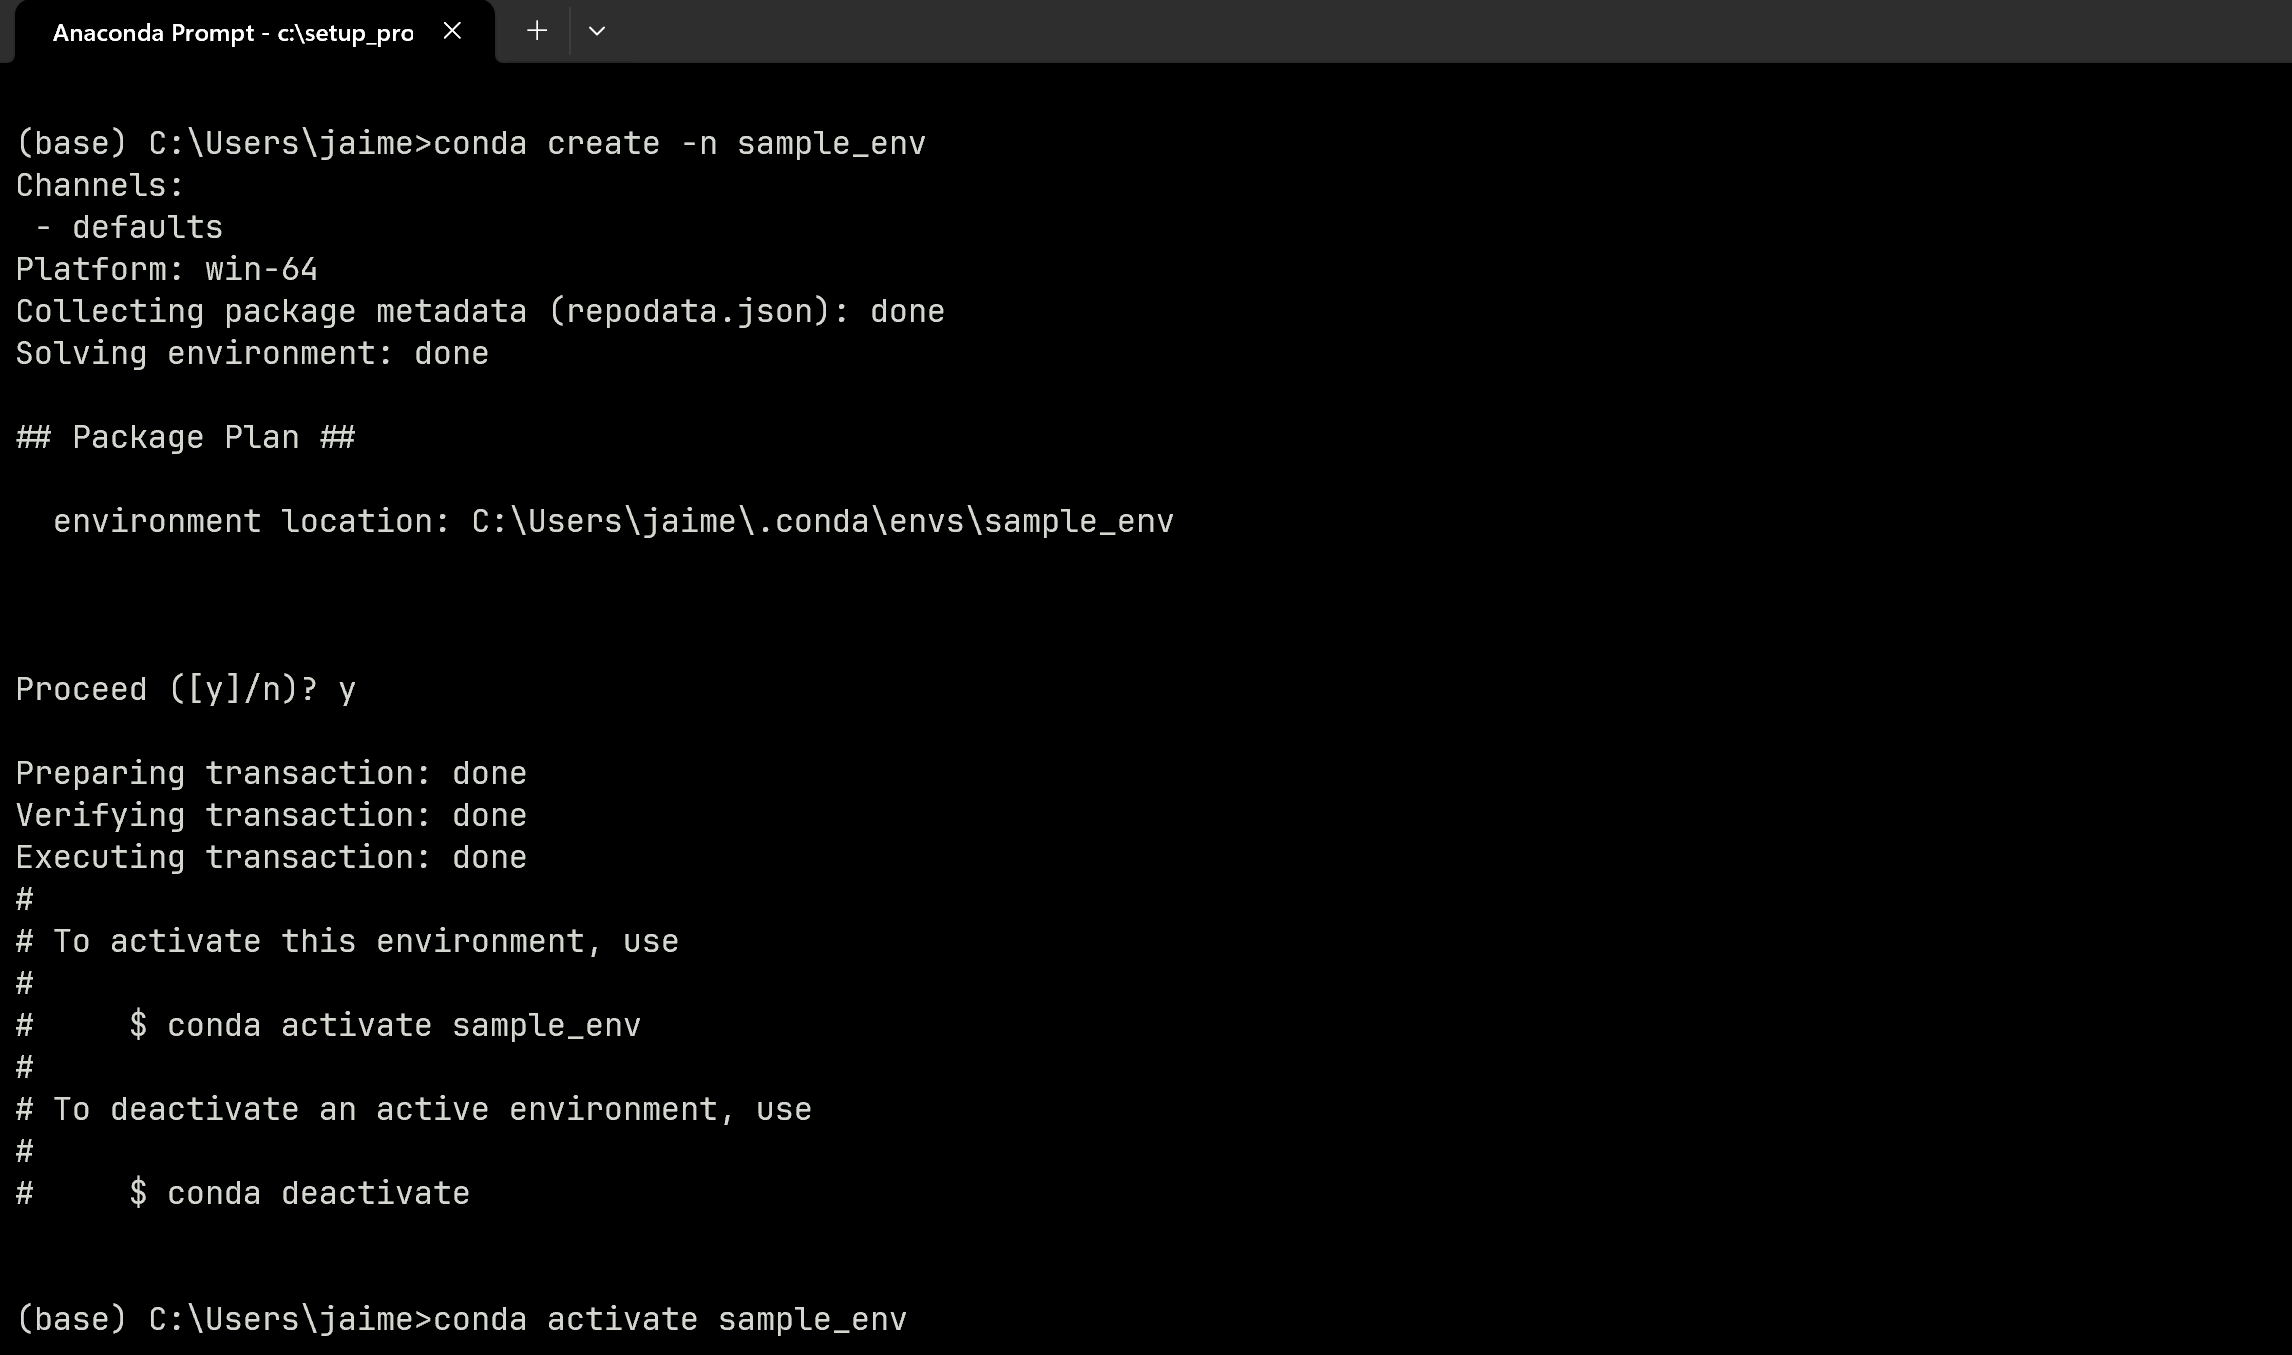 Anaconda Prompt - c:\setup_pro
(base) C:\Users\jaime>conda create -n sample_env
Channels:
 - defaults
Platform: win-64
Collecting package metadata (repodata.json): done
Solving environment: done
## Package Plan ##
  environment location: C:\Users\jaime\.conda\envs\sample_env
Proceed ([y]/n)? y
Preparing transaction: done
Verifying transaction: done
Executing transaction: done
#
# To activate this environment, use
#
#     $ conda activate sample_env
#
# To deactivate an active environment, use
#
#     $ conda deactivate
(base) C:\Users\jaime>conda activate sample_env